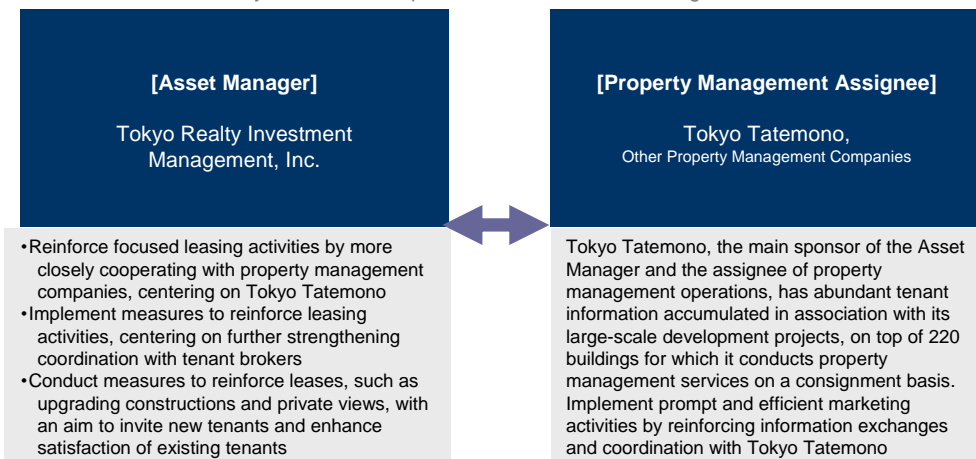 [Asset Manager]
Tokyo Realty Investment
Management, Inc.
•Reinforce focused leasing activities by more
closely cooperating with property management
companies, centering on Tokyo Tatemono
•Implement measures to reinforce leasing
activities, centering on further strengthening
coordination with tenant brokers
•Conduct measures to reinforce leases, such as
upgrading constructions and private views, with
an aim to invite new tenants and enhance
satisfaction of existing tenants
[Property Management Assignee]
Tokyo Tatemono,
Other Property Management Companies
Tokyo Tatemono, the main sponsor of the Asset
Manager and the assignee of property
management operations, has abundant tenant
information accumulated in association with its
large-scale development projects, on top of 220
buildings for which it conducts property
management services on a consignment basis.
Implement prompt and efficient marketing
activities by reinforcing information exchanges
and coordination with Tokyo Tatemono